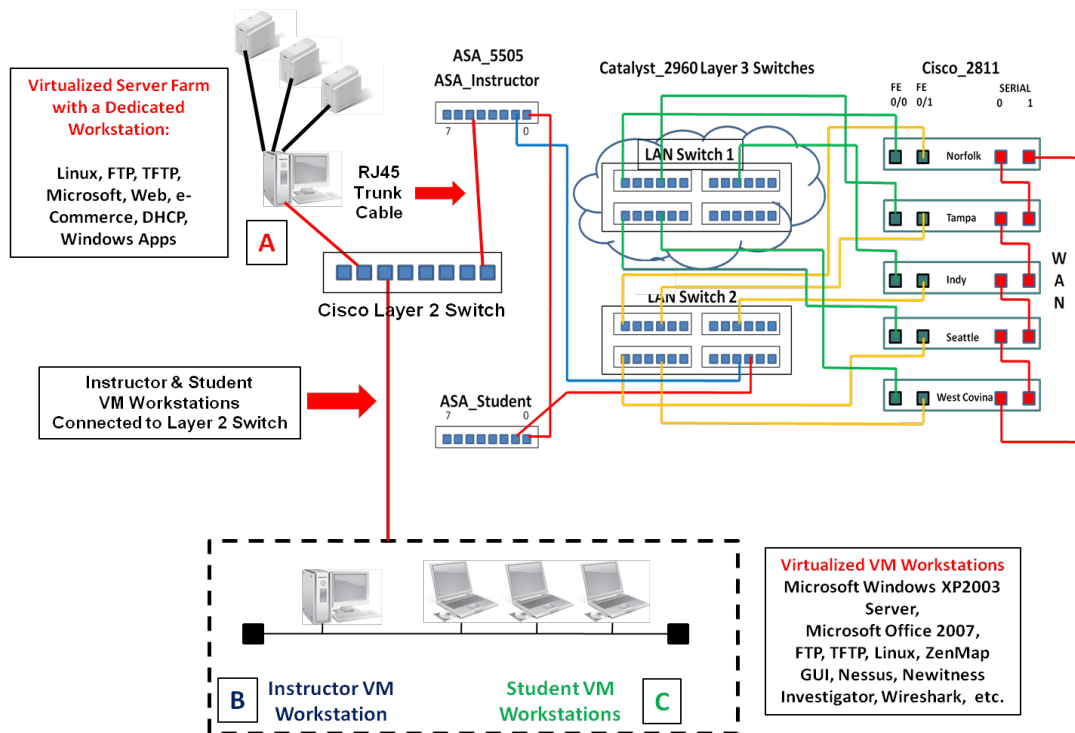 Virtualized Server Farm
with a Dedicated
Workstation:
Linux, FTP, TFTP,
Microsoft, Web, e-
Commerce, DHCP,
Windows Apps
A
ASA_5505
ASA_Instructor
7 0
RJ45
Trunk
Cable
Cisco Layer 2 Switch
Catalyst_2960 Layer 3 Switches
LAN Switch 1
LAN Switch 2
Cisco_2811
FE FE SERIAL
0/0 0/1 0 1
Norfolk
Tampa
Indy
Seattle
West Covina
W
A
N
Instructor & Student
VM Workstations
Connected to Layer 2 Switch
ASA_Student
7 0
B
Instructor VM
Workstation
Student VM
Workstations
C
Virtualized VM Workstations
Microsoft Windows XP2003
Server,
Microsoft Office 2007,
FTP, TFTP, Linux, ZenMap
GUI, Nessus, Newitness
Investigator, Wireshark, etc.